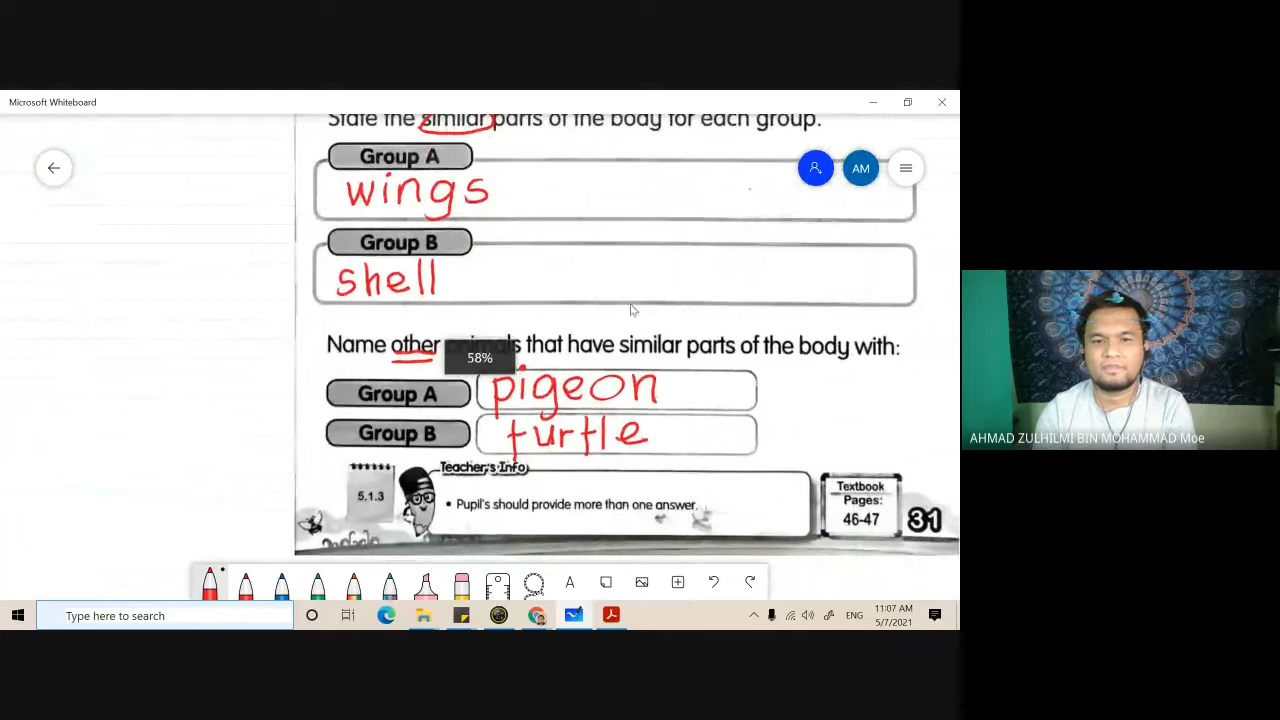 Microsoft Whiteboard
State the similar parts of the body for each group.
Group A
wings
AM
Group B
shell
Name other animals that have similar parts of the body with:
58%
Group A
pigeon
Group B
turtle
5.1.3
Teacher's Info
• Pupil's should provide more than one answer.
Textbook
Pages:
46-47
31
AHMAD ZULHILMI BIN MOHAMMAD Moe
A
Type here to search
ENG
11:07 AM
5/7/2021